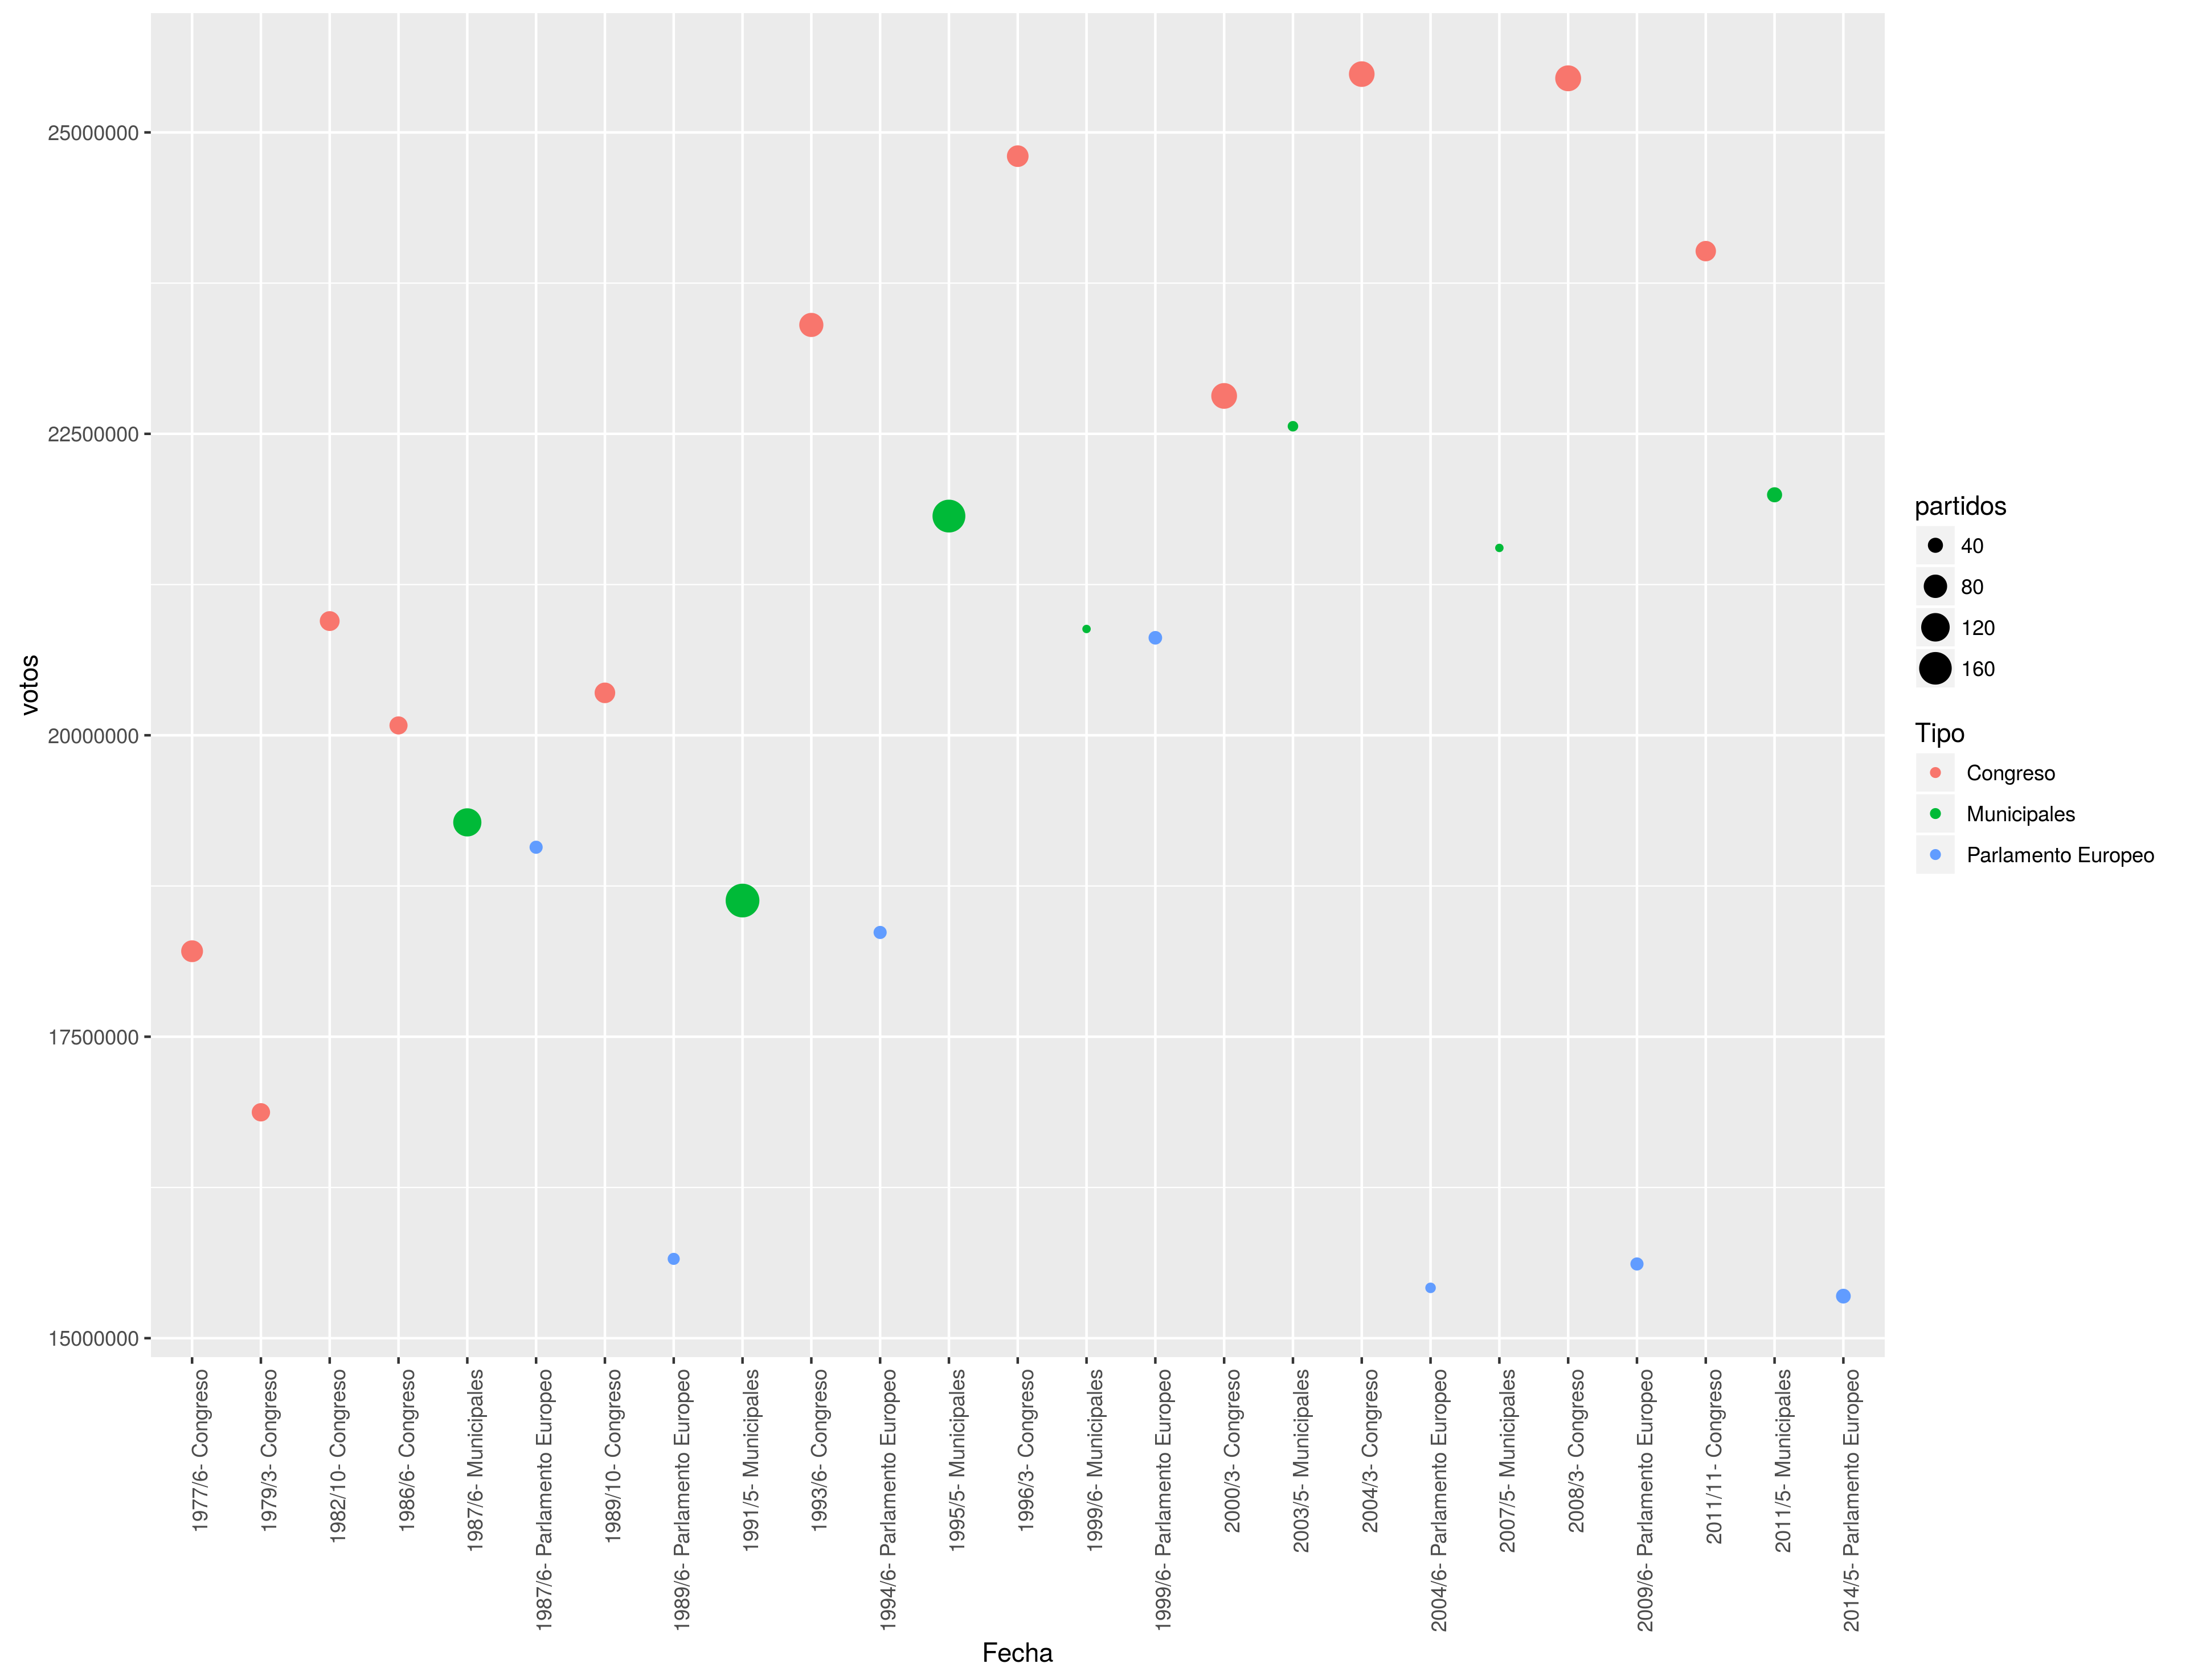 votos
25000000
22500000
20000000
17500000
15000000
1977/6- Congreso
1979/3- Congreso
1982/10- Congreso
1986/6- Congreso
1987/6- Municipales
1987/6- Parlamento Europeo
1989/10- Congreso
1989/6- Parlamento Europeo
1991/5- Municipales
1993/6- Congreso
1994/6- Parlamento Europeo
1995/5- Municipales
1996/3- Congreso
1999/6- Municipales
1999/6- Parlamento Europeo
2000/3- Congreso
2003/5- Municipales
2004/3- Congreso
2004/6- Parlamento Europeo
2007/5- Municipales
2008/3- Congreso
2009/6- Parlamento Europeo
2011/11- Congreso
2011/5- Municipales
2014/5- Parlamento Europeo
Fecha
partidos
40
80
120
160
Tipo
Congreso
Municipales
Parlamento Europeo